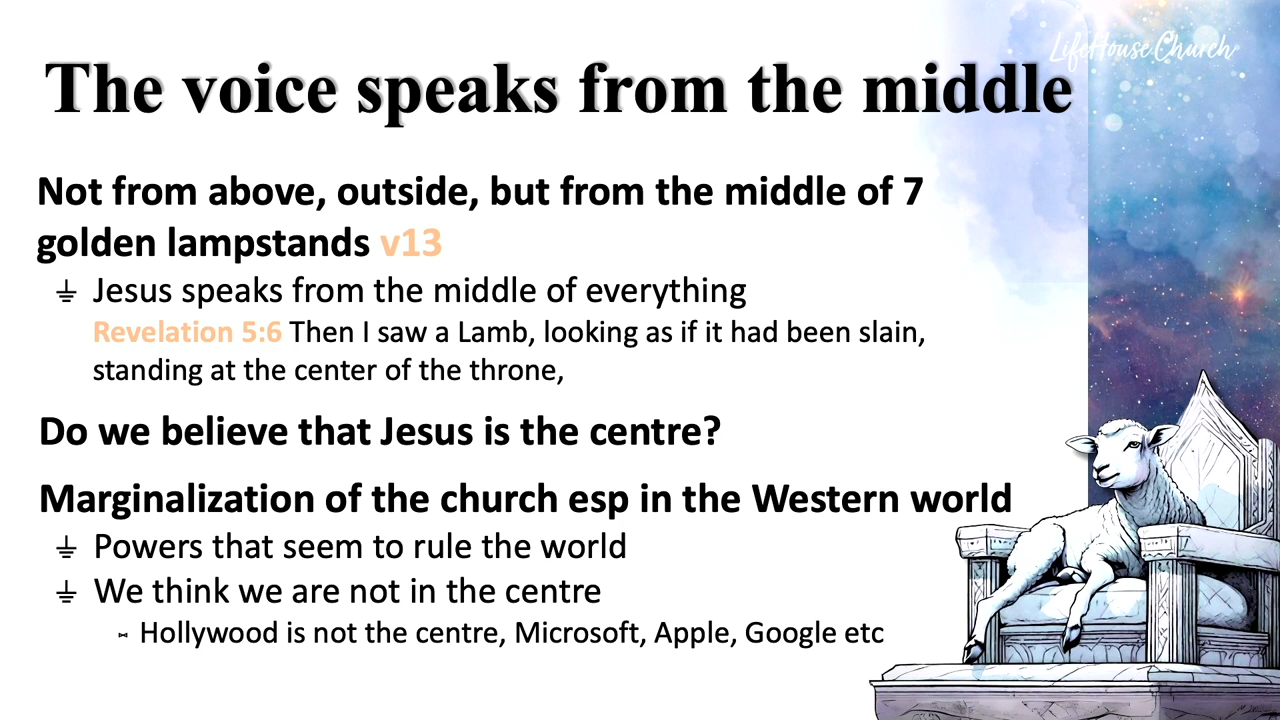 LifeHouse Church
The voice speaks from the middle
Not from above, outside, but from the middle of 7
golden lampstands v13
Jesus speaks from the middle of everything
Revelation 5:6 Then I saw a Lamb, looking as if it had been slain,
standing at the center of the throne,
Do we believe that Jesus is the centre?
Marginalization of the church esp in the Western world
Powers that seem to rule the world
We think we are not in the centre
Hollywood is not the centre, Microsoft, Apple, Google etc